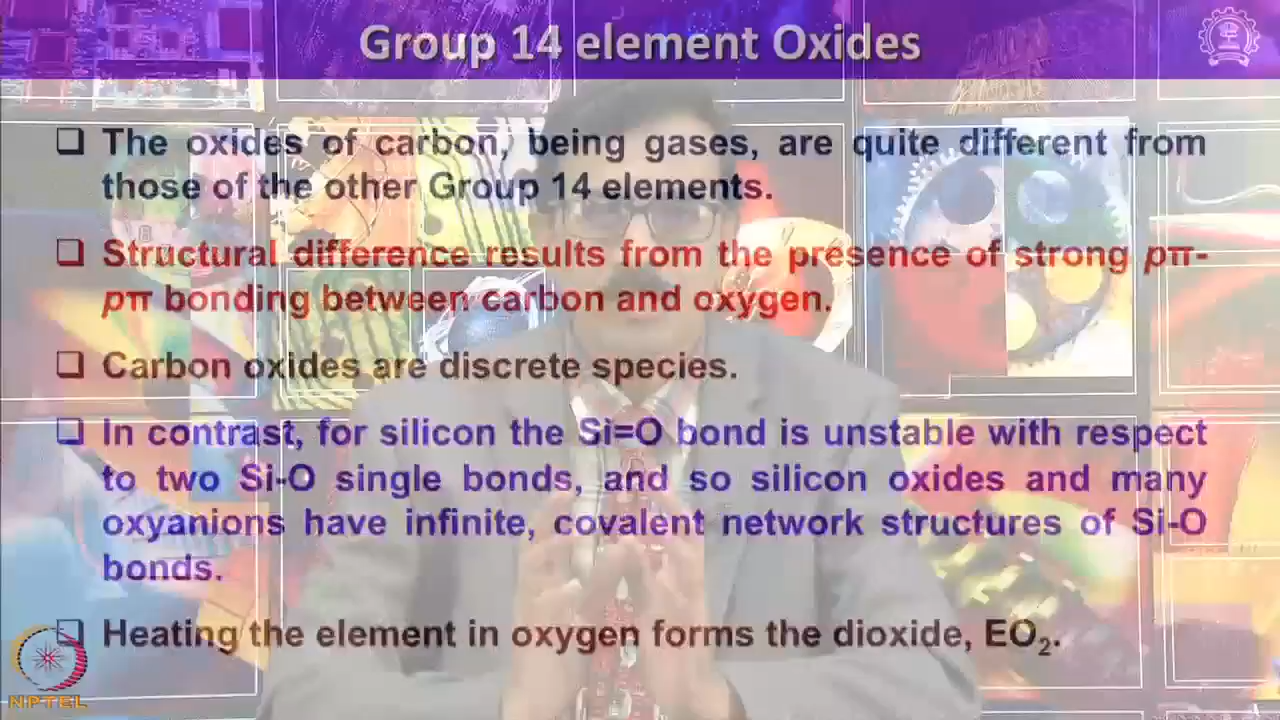 Group 14 element Oxides
❑ The oxides of carbon, being gases, are quite different from
those of the other Group 14 elements.
❑ Structural difference results from the presence of strong pπ-
pπ bonding between carbon and oxygen.
❑ Carbon oxides are discrete species.
❑ In contrast, for silicon the Si=O bond is unstable with respect
to two Si-O single bonds, and so silicon oxides and many
oxyanions have infinite, covalent network structures of Si-O
bonds.
❑ Heating the element in oxygen forms the dioxide, EO₂.
NPTEL